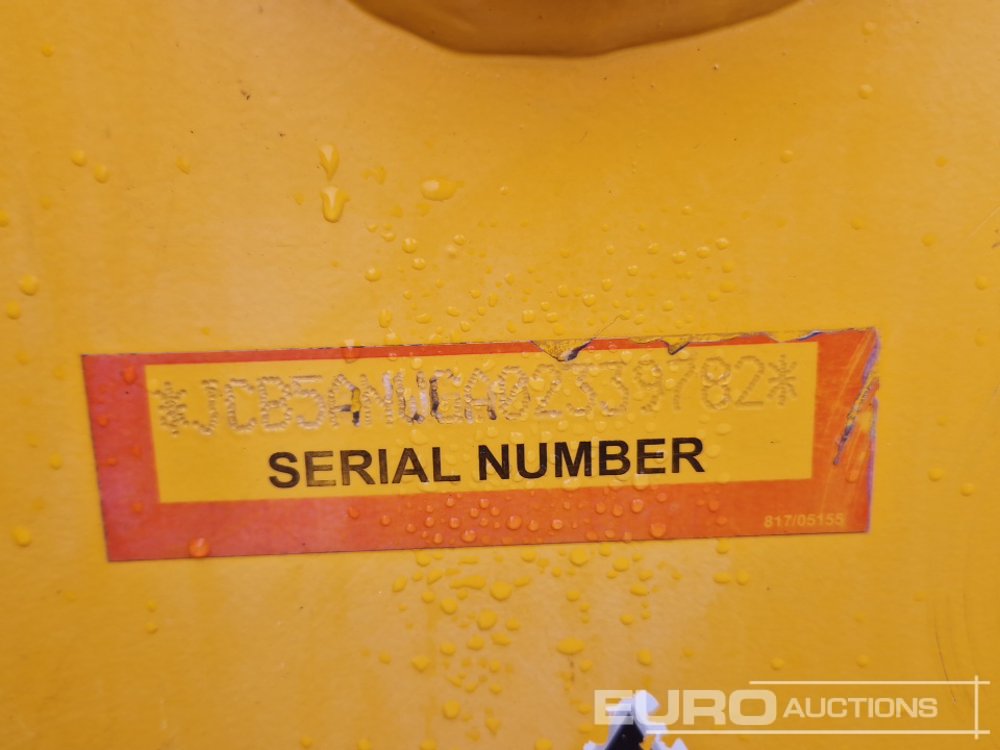 *JCB5ANWGA02339782*
SERIAL NUMBER
817/05155
EURO AUCTIONS